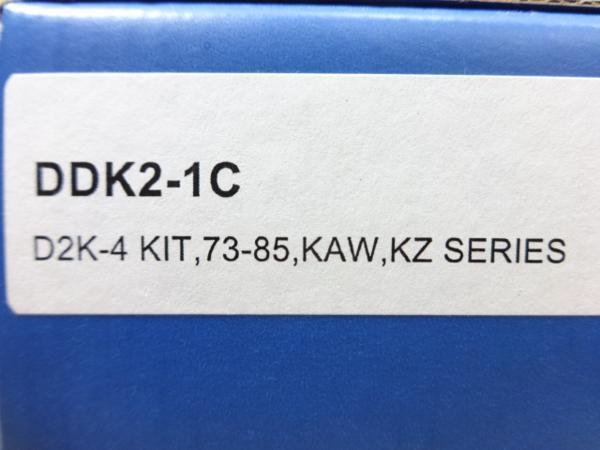 DDK2-1C
D2K-4 KIT,73-85,KAW,KZ SERIES